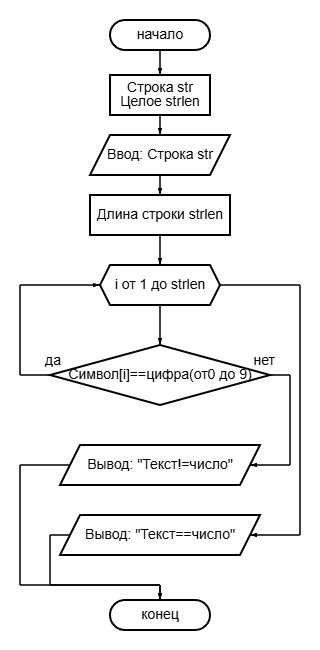 начало
Строка str
Целое strlen
Ввод: Строка str
Длина строки strlen
i от 1 до strlen
да
нет
Символ[i]==цифра(от0 до 9)
Вывод: "Текст!=число"
Вывод: "Текст==число"
конец